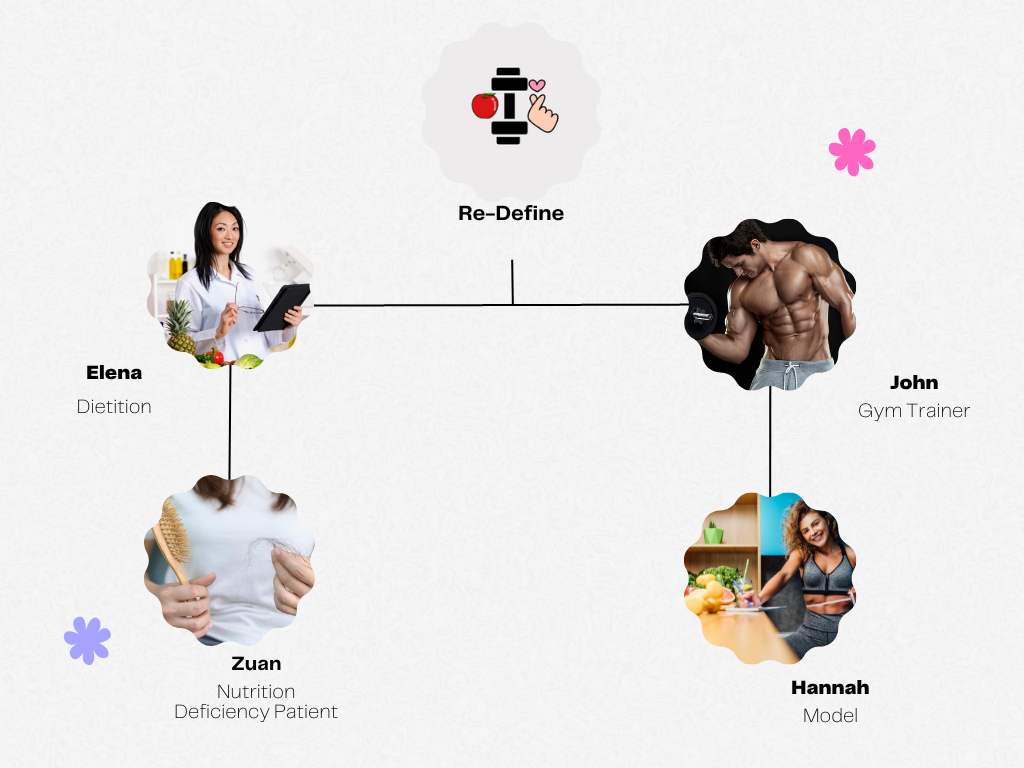 Re-Define
Elena
Dietition
John
Gym Trainer
Zuan
Nutrition
Deficiency Patient
Hannah
Model